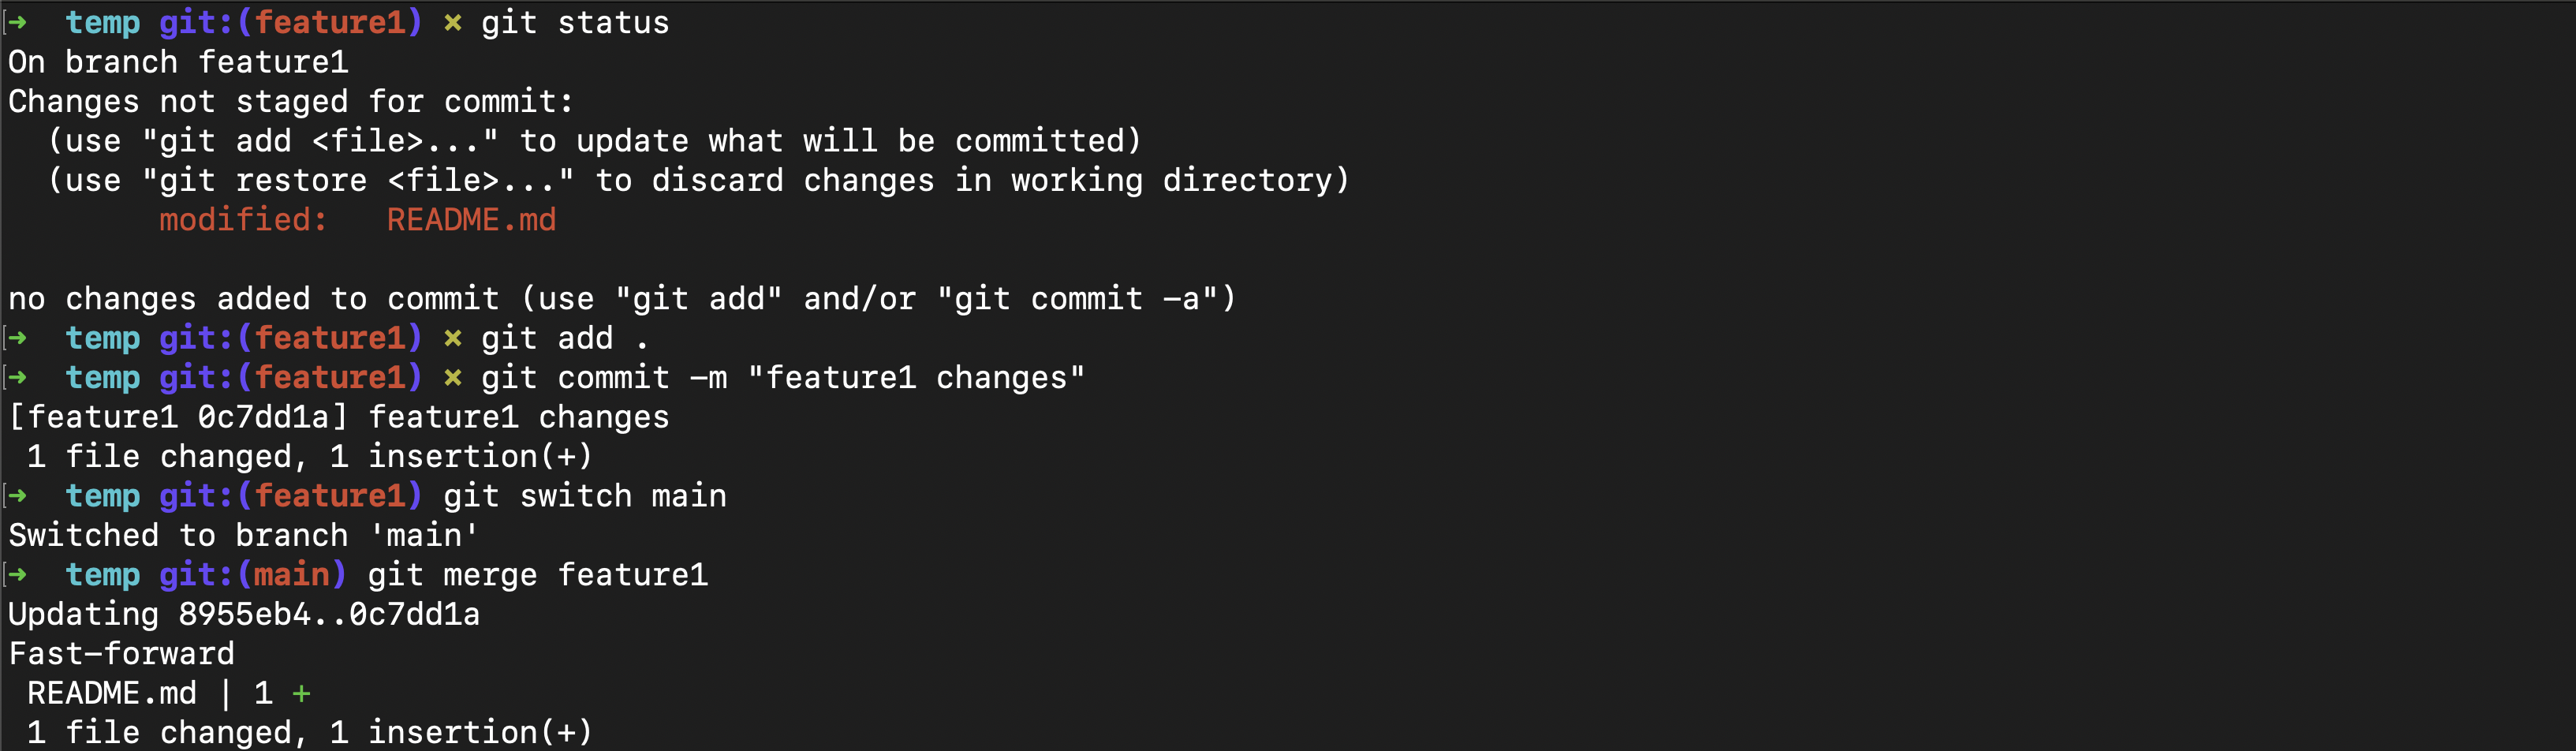 ➜  temp git:(feature1) ✗ git status
On branch feature1
Changes not staged for commit:
  (use "git add <file>..." to update what will be committed)
  (use "git restore <file>..." to discard changes in working directory)
        modified:   README.md

no changes added to commit (use "git add" and/or "git commit -a")
➜  temp git:(feature1) ✗ git add .
➜  temp git:(feature1) ✗ git commit -m "feature1 changes"
[feature1 0c7dd1a] feature1 changes
 1 file changed, 1 insertion(+)
➜  temp git:(feature1) git switch main
Switched to branch 'main'
➜  temp git:(main) git merge feature1
Updating 8955eb4..0c7dd1a
Fast-forward
 README.md | 1 +
 1 file changed, 1 insertion(+)